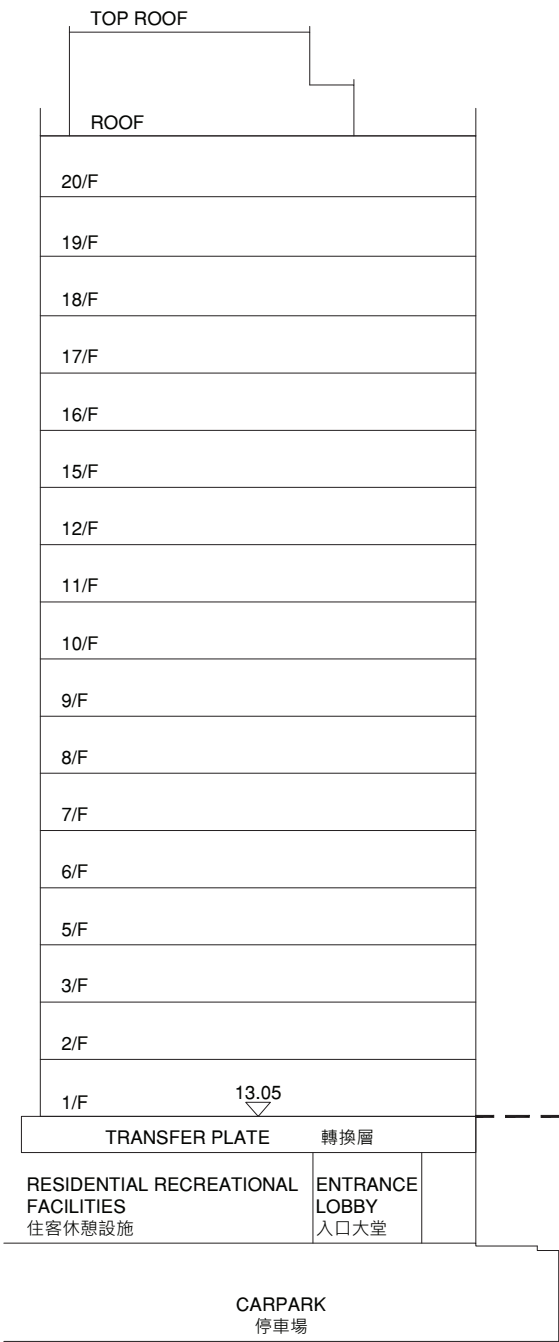 TOP ROOF
ROOF
20/F
19/F
18/F
17/F
16/F
15/F
12/F
11/F
10/F
9/F
8/F
7/F
6/F
5/F
3/F
2/F
1/F
13.05
TRANSFER PLATE 轉換層
RESIDENTIAL RECREATIONAL
FACILITIES
住客休憩設施
ENTRANCE
LOBBY
入口大堂
CARPARK
停車場